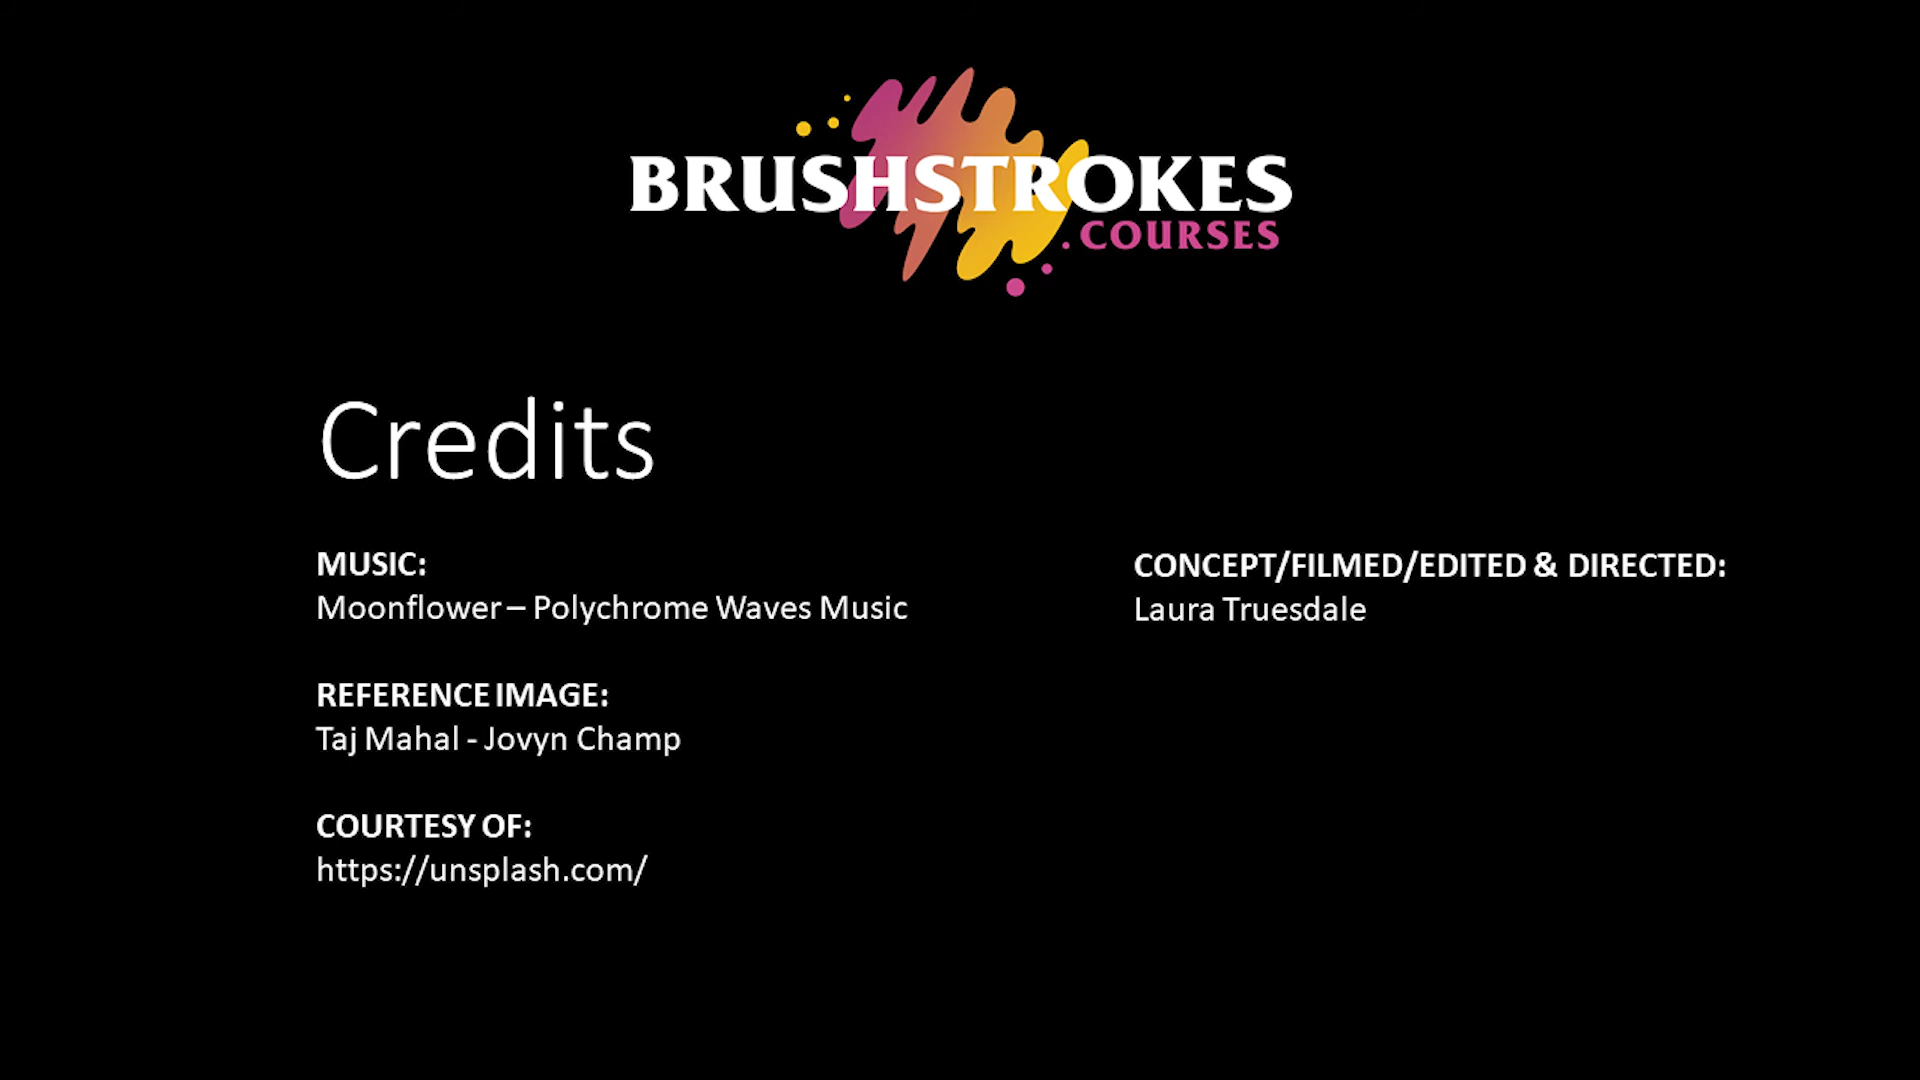 BRUSHSTROKES
.COURSES
Credits
MUSIC:
Moonflower – Polychrome Waves Music
REFERENCE IMAGE:
Taj Mahal - Jovyn Champ
COURTESY OF:
https://unsplash.com/
CONCEPT/FILMED/EDITED & DIRECTED:
Laura Truesdale